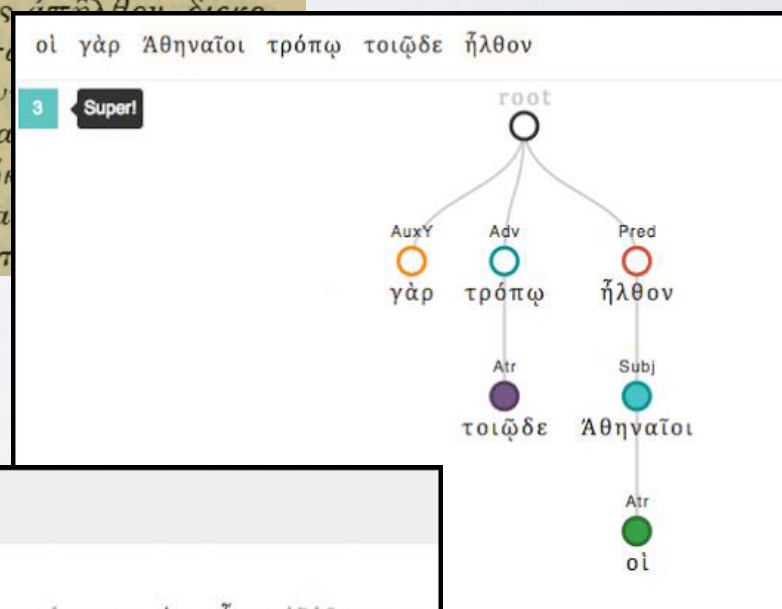 οἱ γὰρ Ἀθηναῖοι τρόπῳ τοιῷδε ἦλθον
3 Super!
root
AuxY Adv Pred
γὰρ τρόπῳ ἦλθον
Atr Subj
τοιῷδε Ἀθηναῖοι
Atr
οἱ